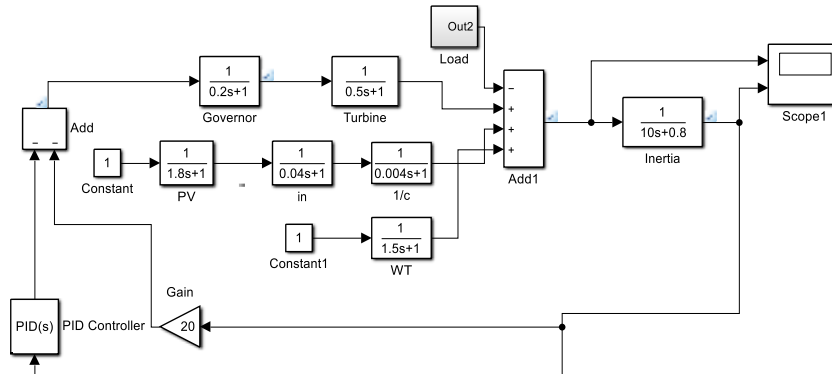 Out2
Load
1
0.2s+1
Governor
1
0.5s+1
Turbine
−
+
+
+
Add1
1
10s+0.8
Inertia
Scope1
− −
Add
1
Constant
1
1.8s+1
PV
1
0.04s+1
in
1
0.004s+1
1/c
1
Constant1
1
1.5s+1
WT
Gain
20
PID(s)
PID Controller